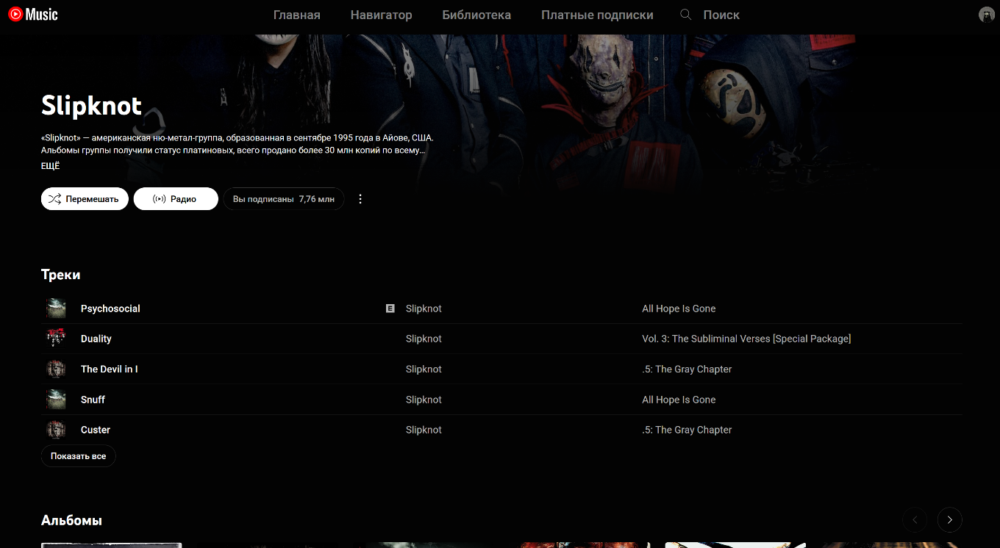 Music
Главная
Навигатор
Библиотека
Платные подписки
Поиск
Slipknot
«Slipknot» — американская ню-метал-группа, образованная в сентябре 1995 года в Айове, США.
Альбомы группы получили статус платиновых, всего продано более 30 млн копий по всему…
ЕЩЁ
Перемешать
Радио
Вы подписаны 7,76 млн
Треки
Psychosocial E Slipknot All Hope Is Gone
Duality Slipknot Vol. 3: The Subliminal Verses [Special Package]
The Devil in I Slipknot .5: The Gray Chapter
Snuff Slipknot All Hope Is Gone
Custer Slipknot .5: The Gray Chapter
Показать все
Альбомы